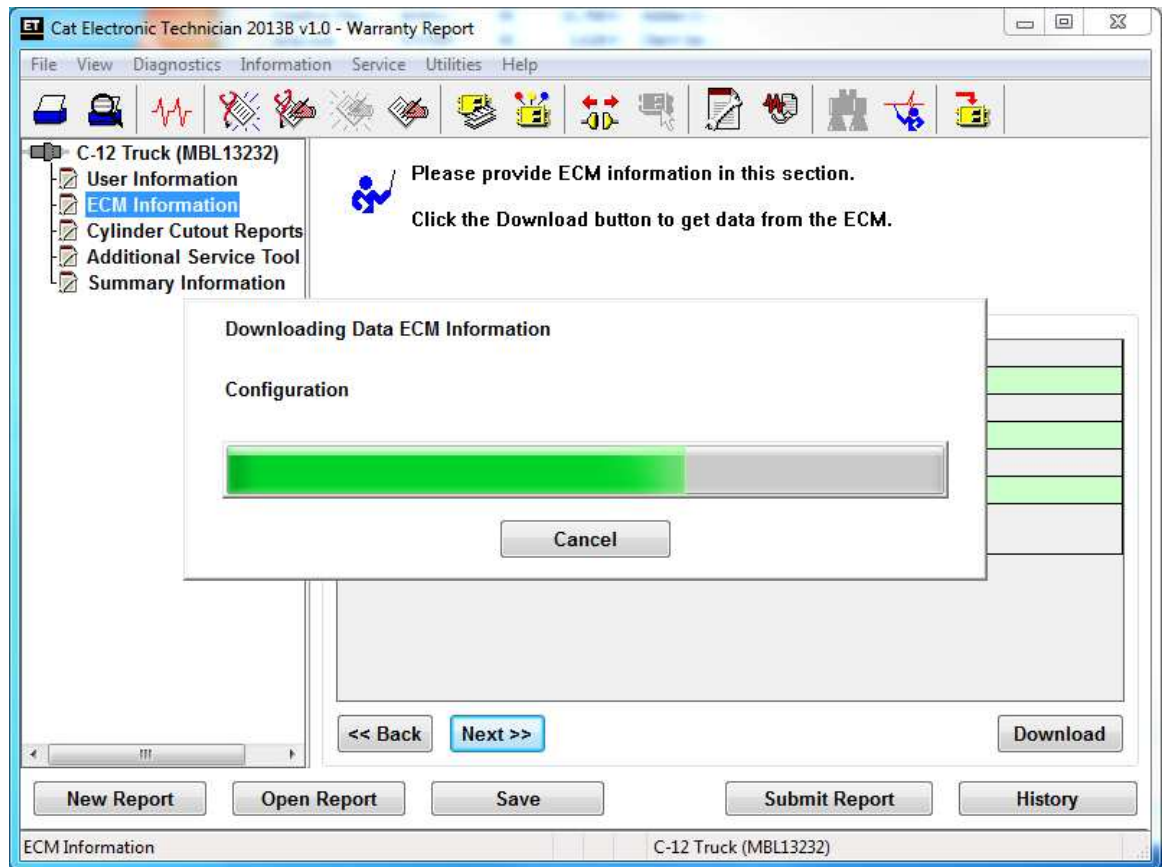 ET Cat Electronic Technician 2013B v1.0 - Warranty Report
File View Diagnostics Information Service Utilities Help
C-12 Truck (MBL13232)
User Information
ECM Information
Cylinder Cutout Reports
Additional Service Tool
Summary Information
Please provide ECM information in this section.
Click the Download button to get data from the ECM.
Downloading Data ECM Information
Configuration
Cancel
<< Back Next >> Download
New Report Open Report Save Submit Report History
ECM Information C-12 Truck (MBL13232)